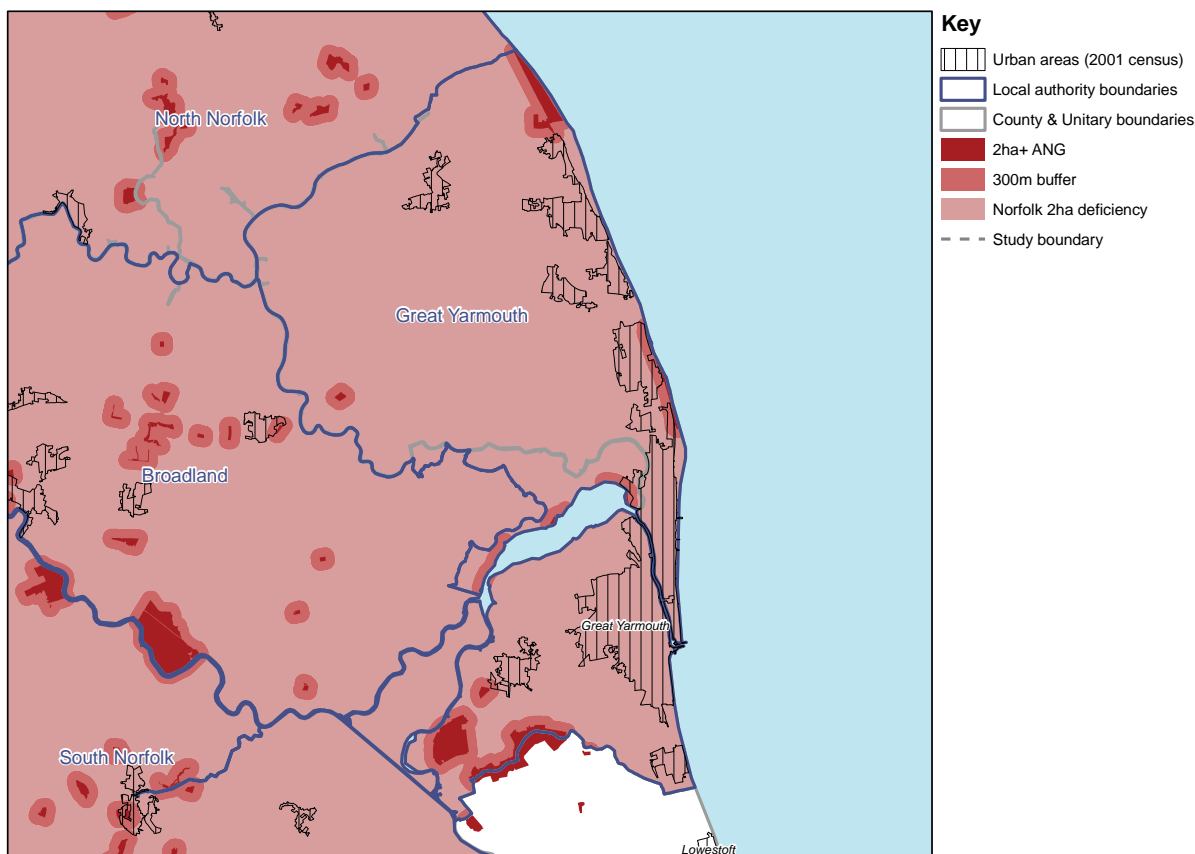 Key
Urban areas (2001 census)
Local authority boundaries
County & Unitary boundaries
2ha+ ANG
300m buffer
Norfolk 2ha deficiency
Study boundary
North Norfolk
Great Yarmouth
Broadland
Great Yarmouth
South Norfolk
Lowestoft